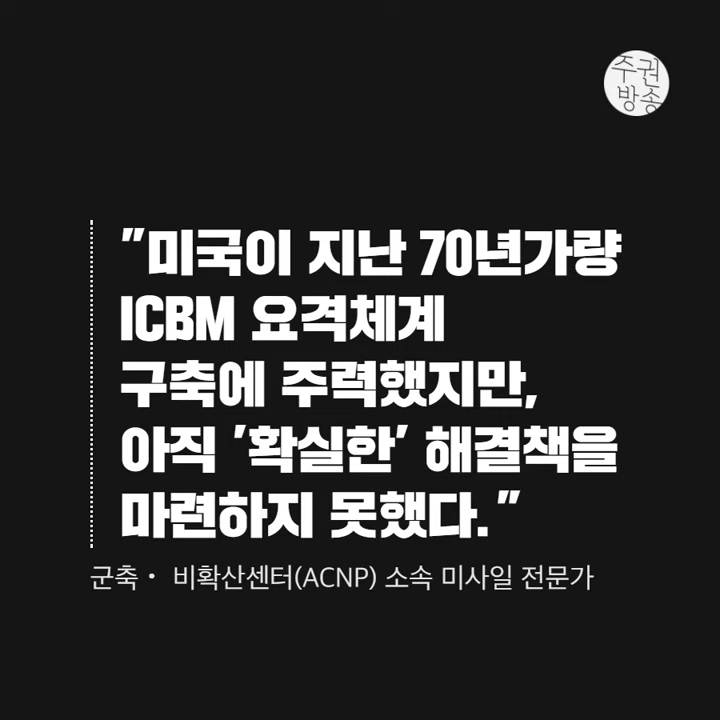 주권
방송
"미국이 지난 70년가량
ICBM 요격체계
구축에 주력했지만,
아직 '확실한' 해결책을
마련하지 못했다."
군축・ 비확산센터(ACNP) 소속 미사일 전문가